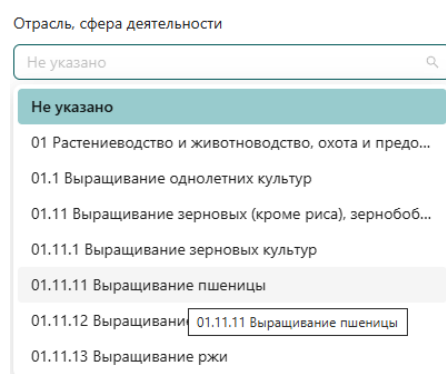 Отрасль, сфера деятельности
Не указано
Не указано
01 Растениеводство и животноводство, охота и предо...
01.1 Выращивание однолетних культур
01.11 Выращивание зерновых (кроме риса), зернобоб...
01.11.1 Выращивание зерновых культур
01.11.11 Выращивание пшеницы
01.11.12 Выращивани
01.11.11 Выращивание пшеницы
01.11.13 Выращивание ржи